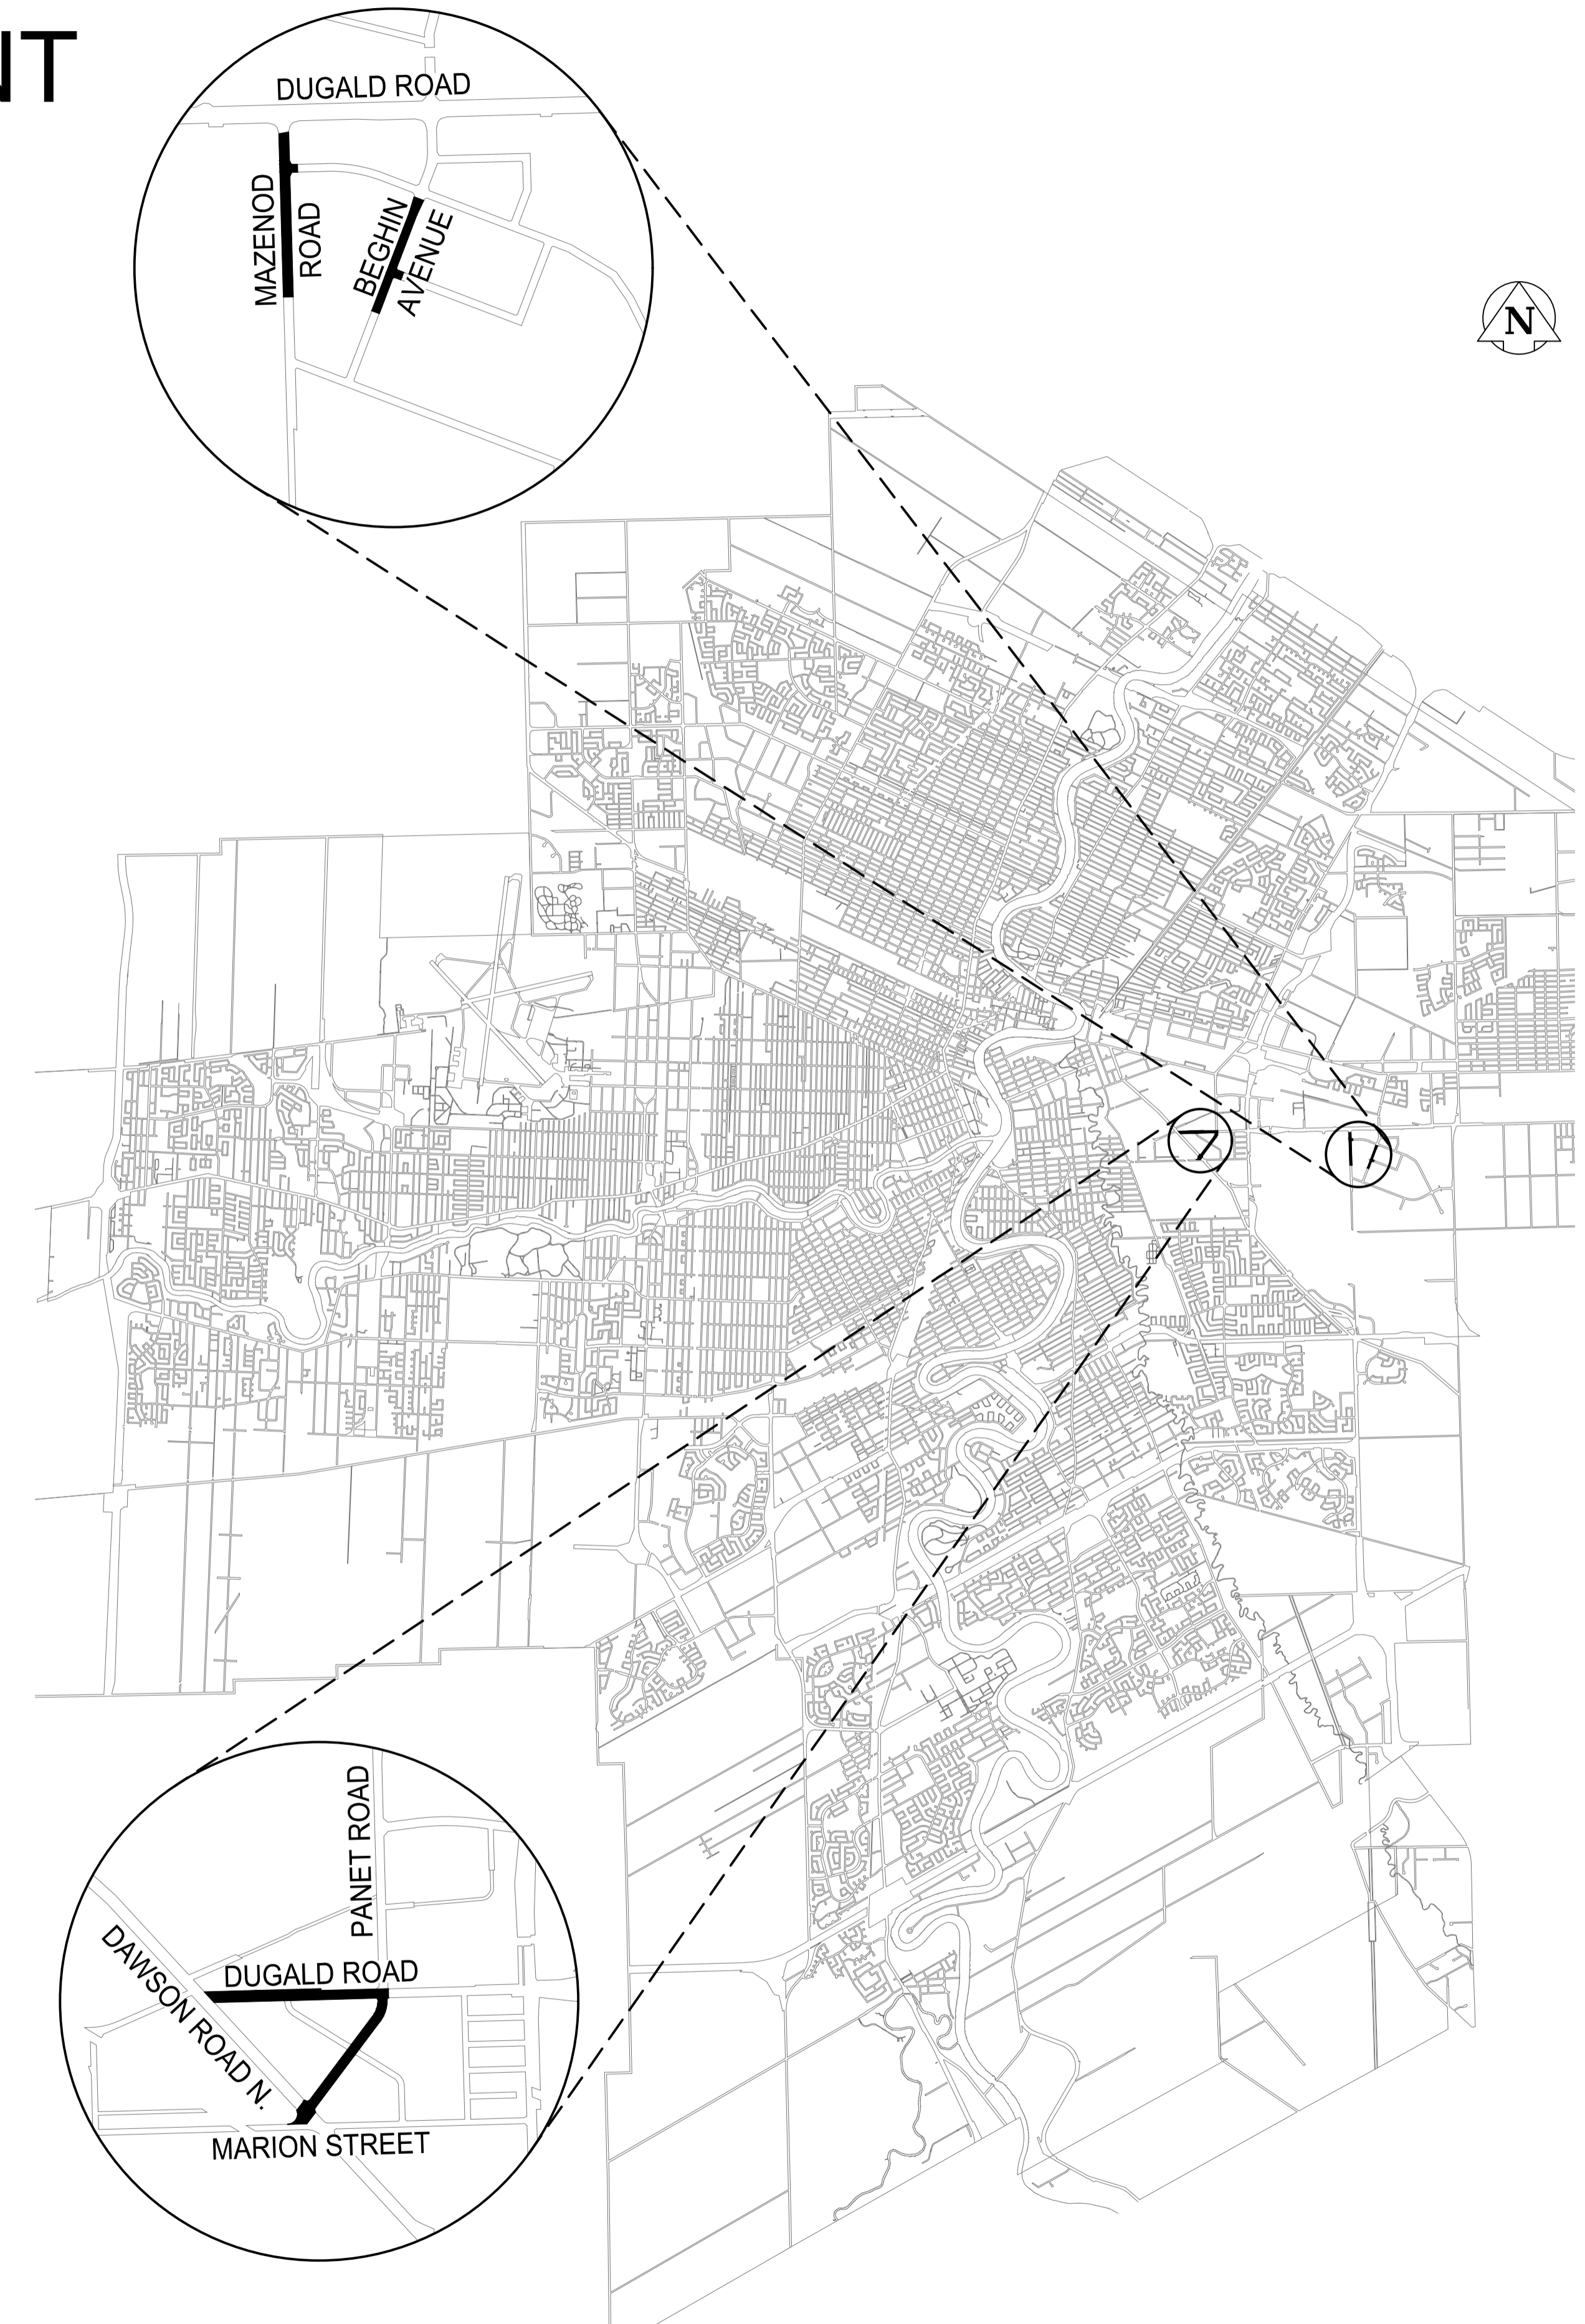 NT
DUGALD ROAD
MAZENOD
ROAD
BEGHIN
AVENUE
N
PANET ROAD
DUGALD ROAD
DAWSON ROAD N.
MARION STREET